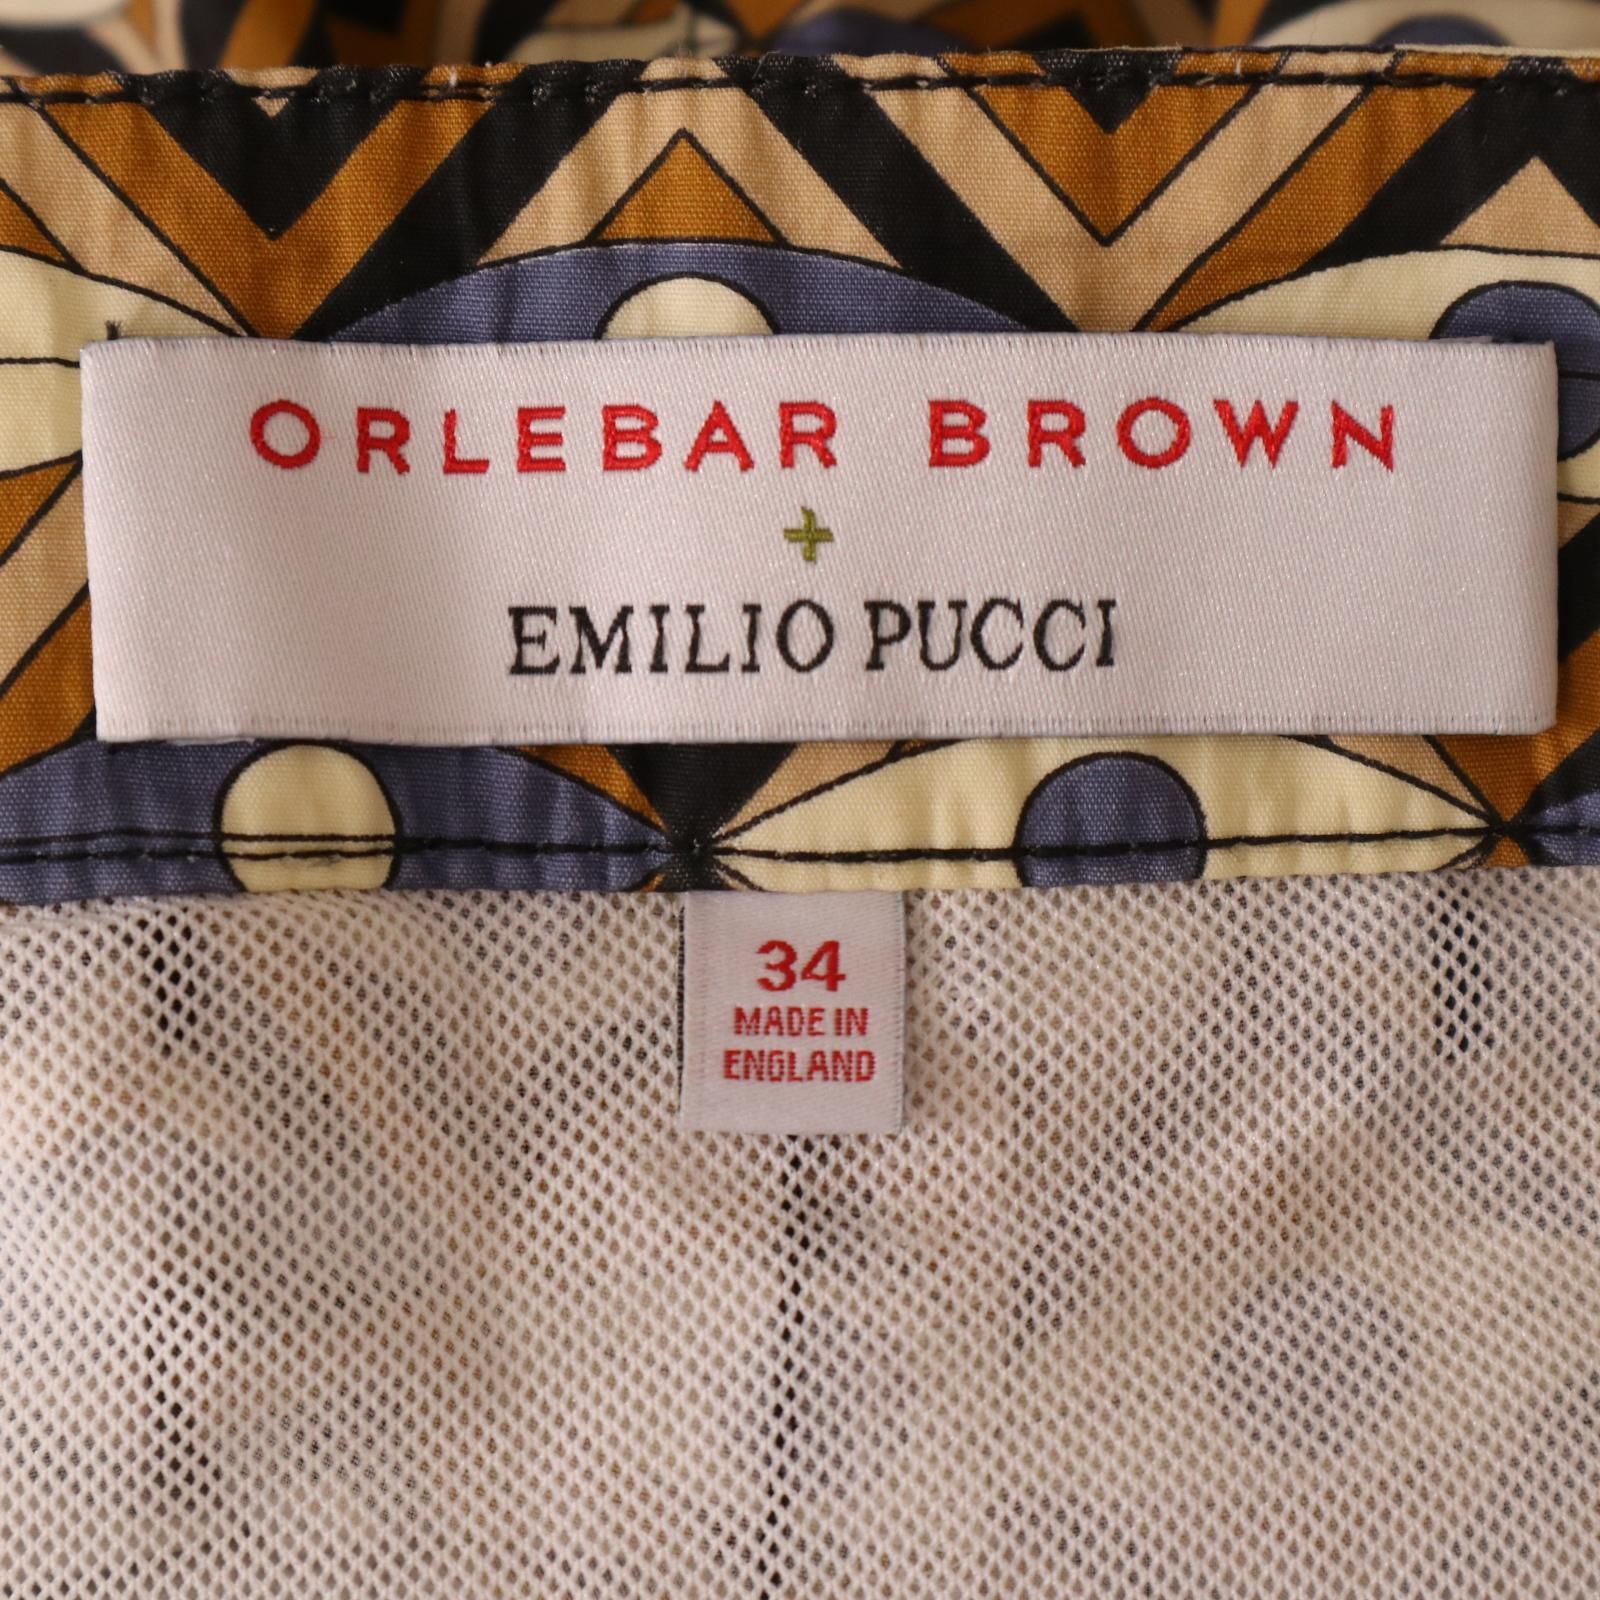 ORLEBAR BROWN
+
EMILIO PUCCI
34
MADE IN
ENGLAND